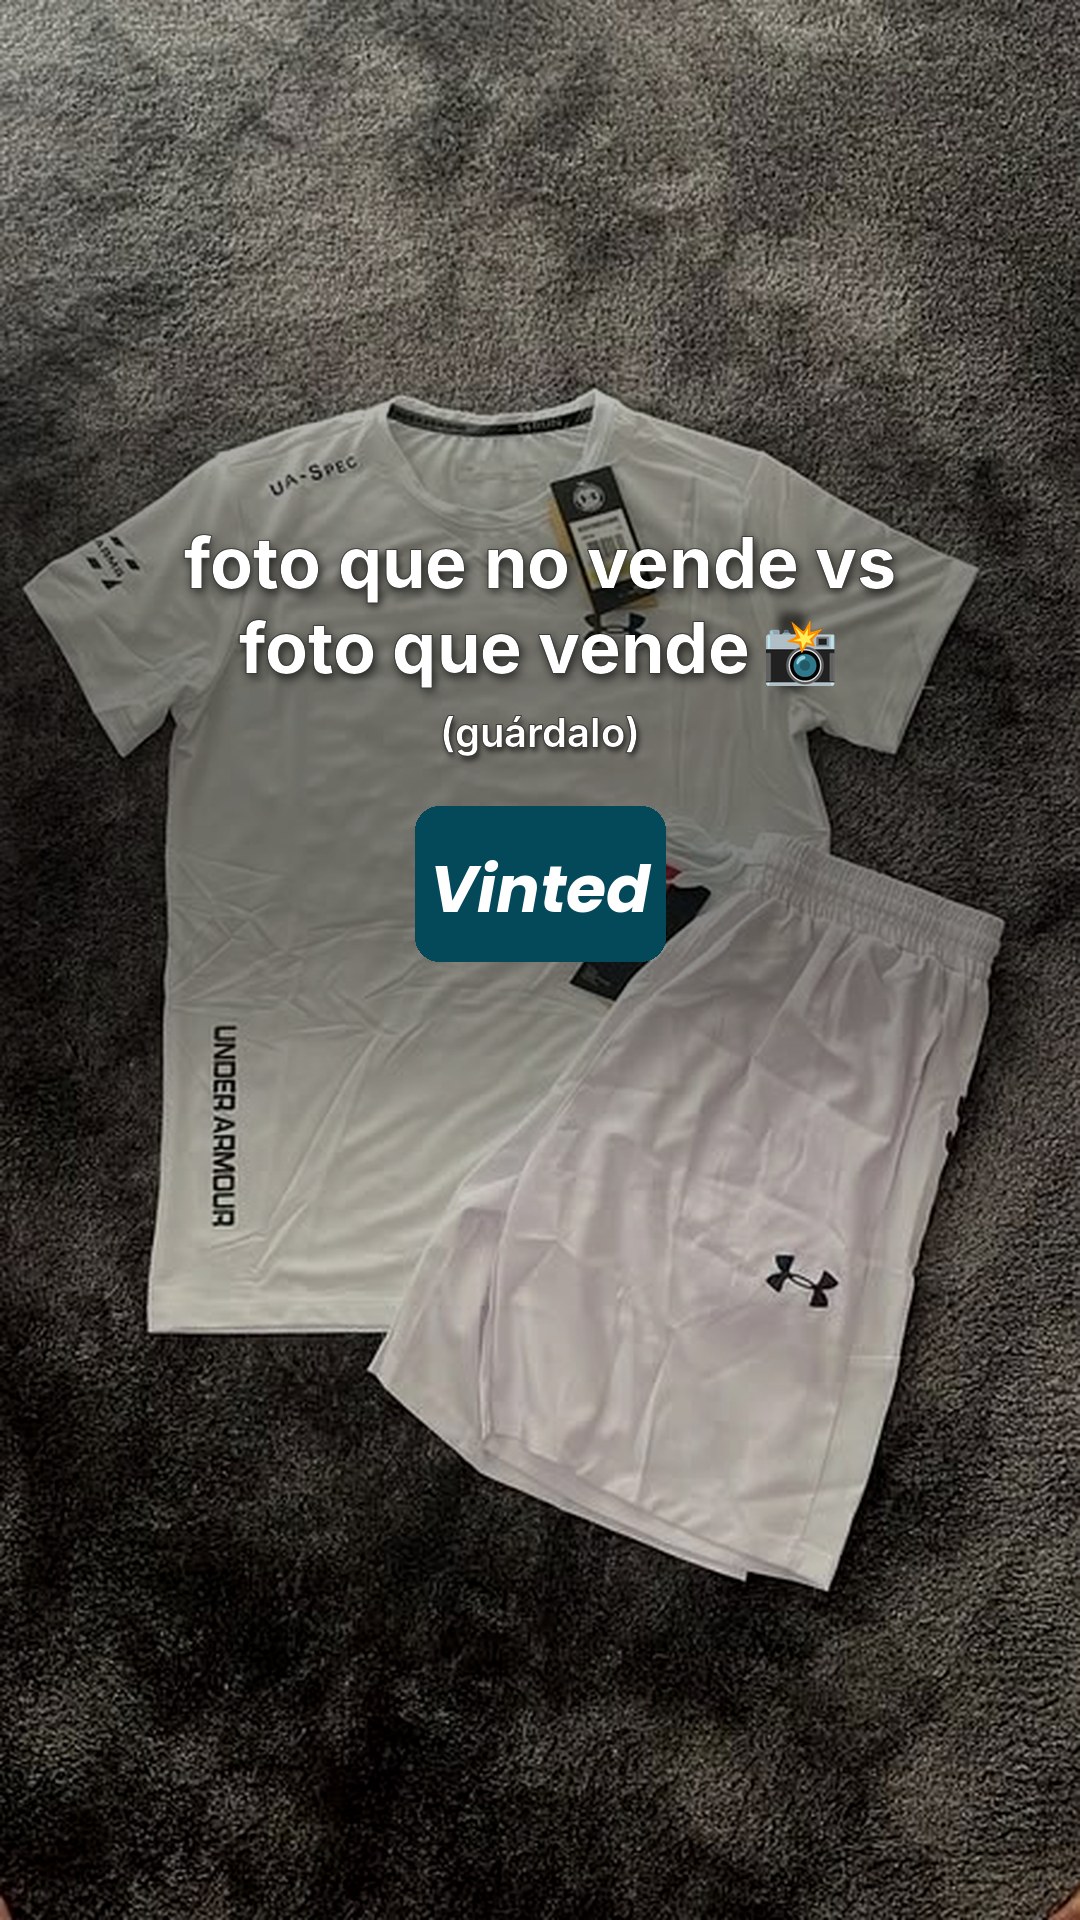 UA-SPEC
foto que no vende vs
foto que vende 📸
(guárdalo)
Vinted
UNDER ARMOUR